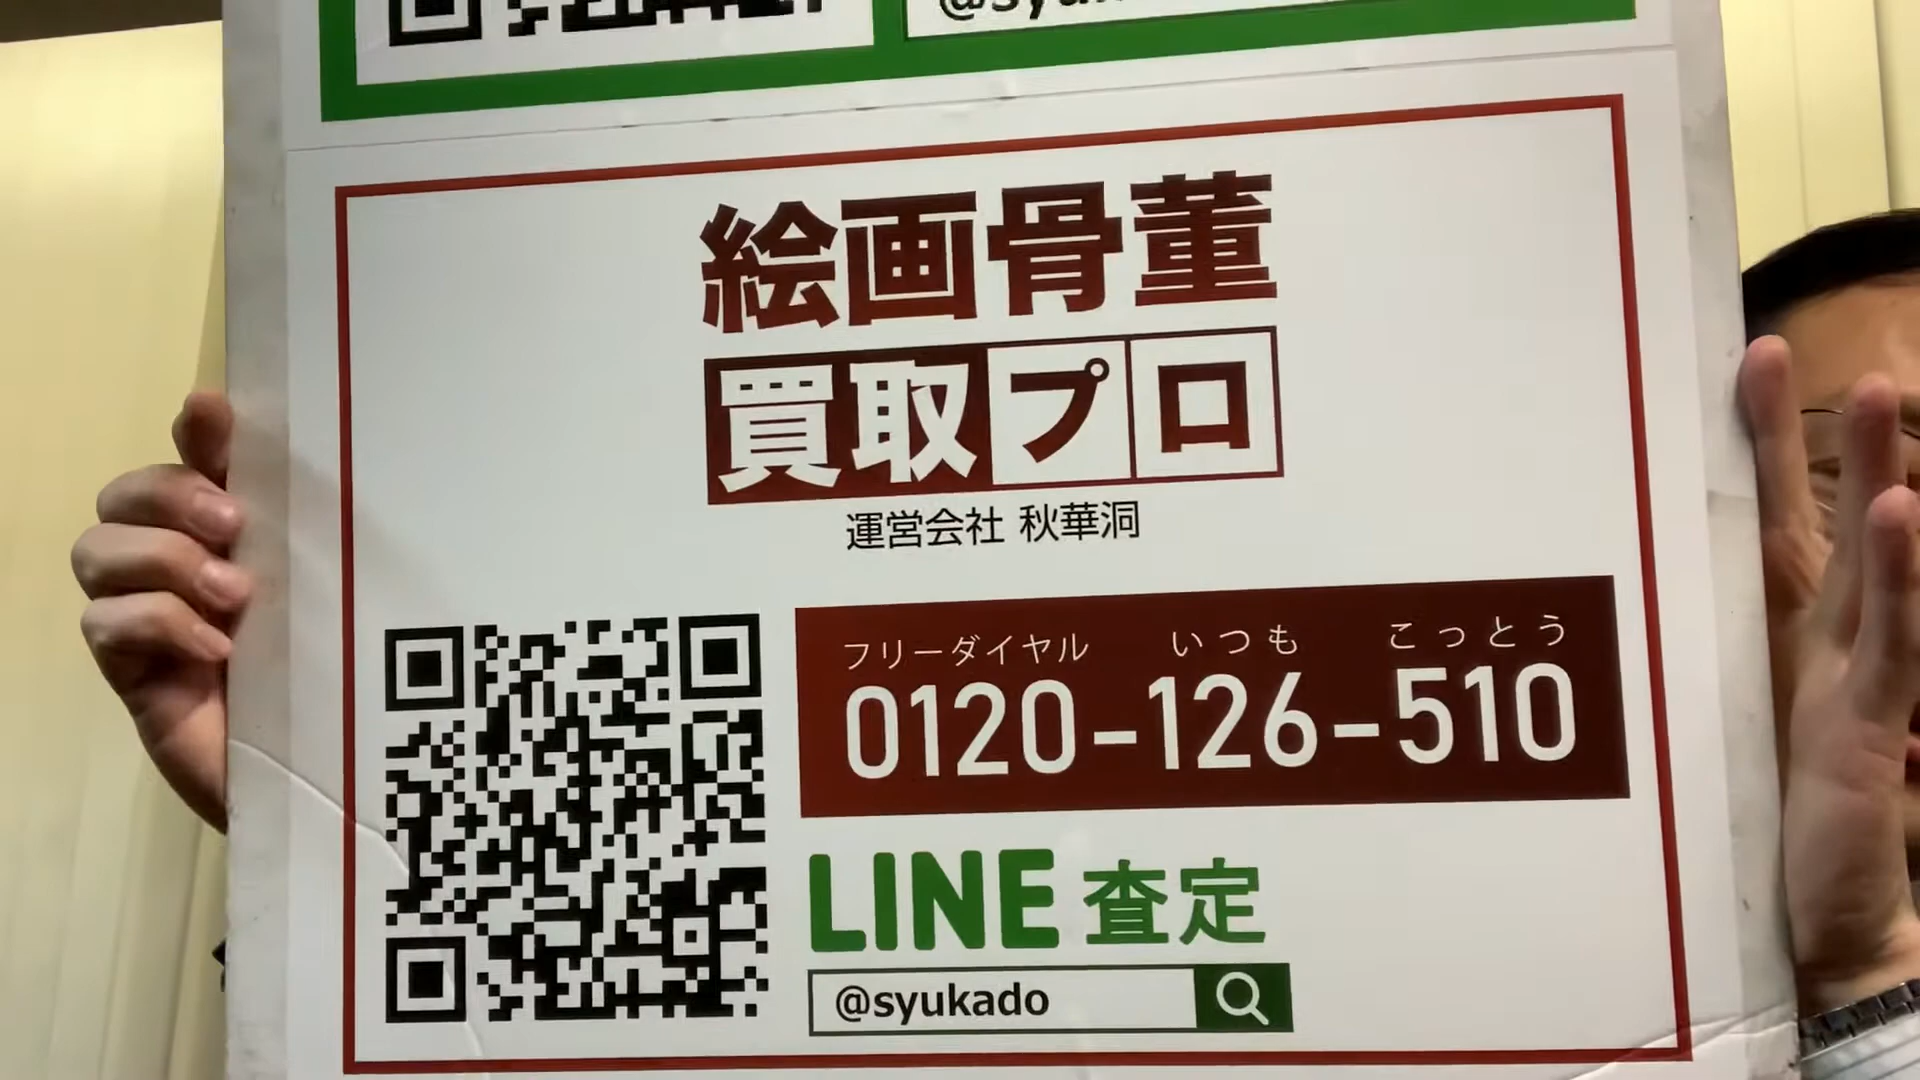 絵画骨董
買取プロ
運営会社 秋華洞
フリーダイヤル いつも こっとう
0120-126-510
LINE 査定
@syukado